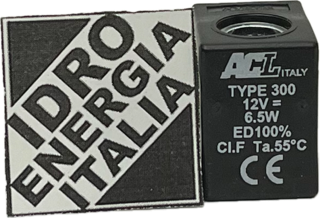 IDRO
ENERGIA
ITALIA
ACL ITALY
TYPE 300
12V =
6.5W
ED100%
Cl.F Ta.55°C
CE